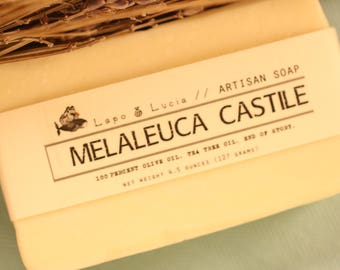 Lapo & Lucia // ARTISAN SOAP
MELALEUCA CASTILE
100 PERCENT OLIVE OIL. TEA TREE OIL. END OF STORY.
NET WEIGHT 4.5 OUNCES (127 GRAMS)